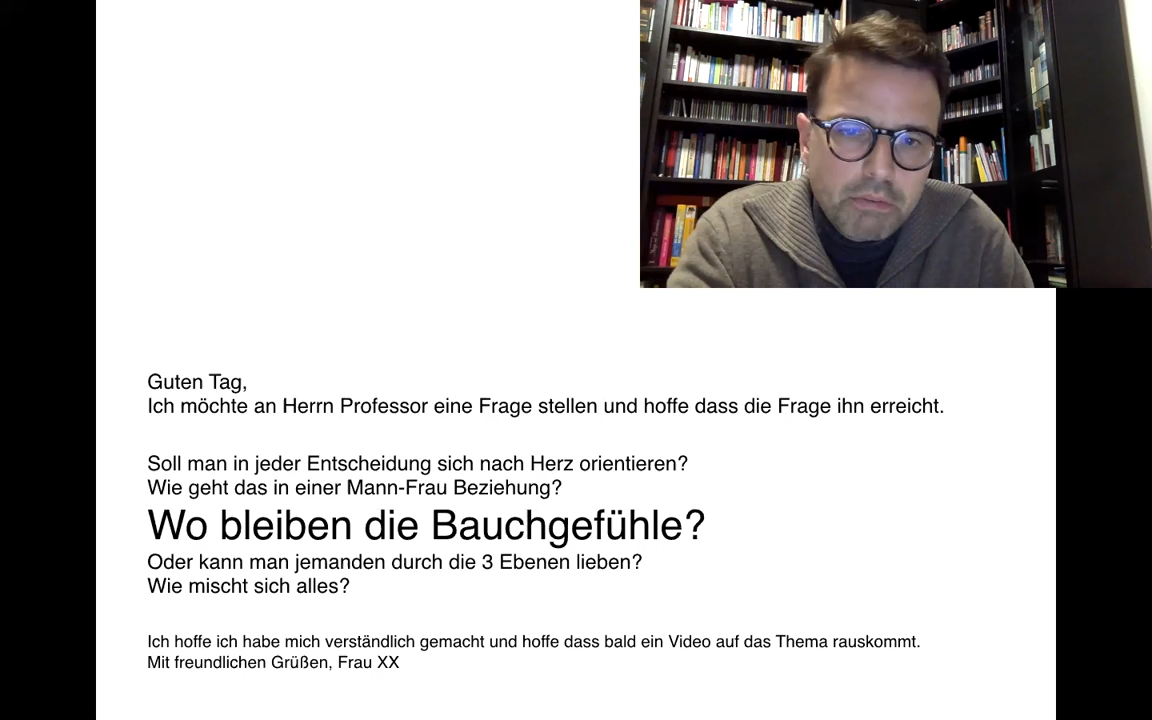 Guten Tag,
Ich möchte an Herrn Professor eine Frage stellen und hoffe dass die Frage ihn erreicht.
Soll man in jeder Entscheidung sich nach Herz orientieren?
Wie geht das in einer Mann-Frau Beziehung?
Wo bleiben die Bauchgefühle?
Oder kann man jemanden durch die 3 Ebenen lieben?
Wie mischt sich alles?
Ich hoffe ich habe mich verständlich gemacht und hoffe dass bald ein Video auf das Thema rauskommt.
Mit freundlichen Grüßen, Frau XX